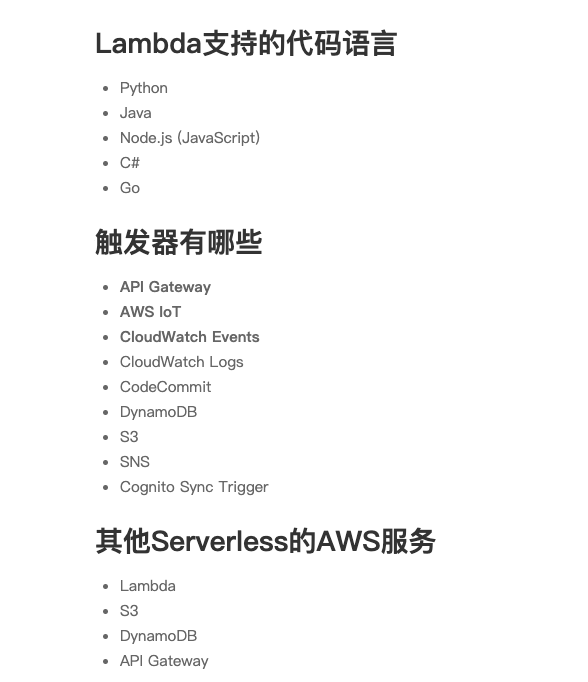 Lambda支持的代码语言
• Python
• Java
• Node.js (JavaScript)
• C#
• Go
触发器有哪些
• API Gateway
• AWS IoT
• CloudWatch Events
• CloudWatch Logs
• CodeCommit
• DynamoDB
• S3
• SNS
• Cognito Sync Trigger
其他Serverless的AWS服务
• Lambda
• S3
• DynamoDB
• API Gateway